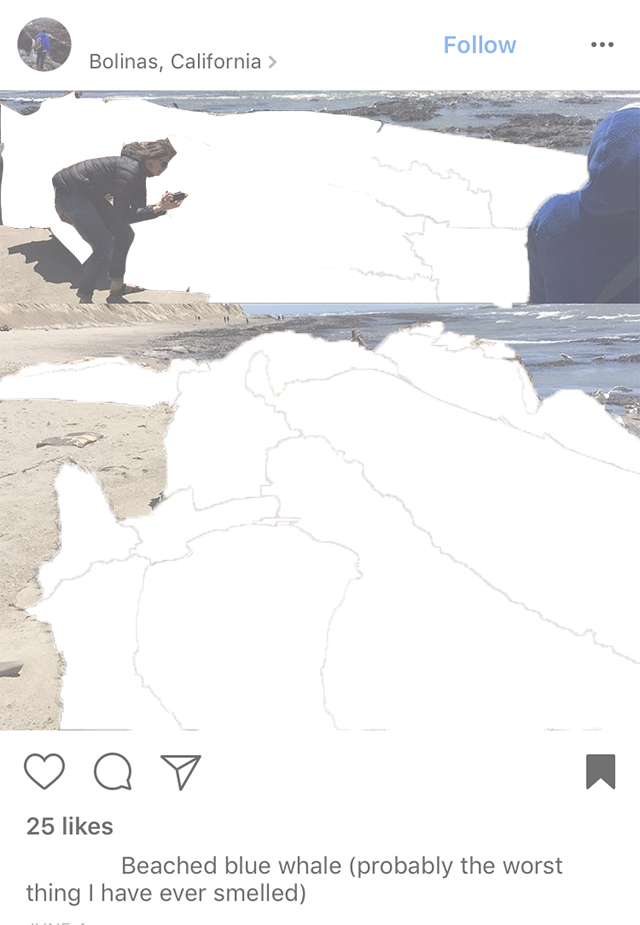 Bolinas, California
Follow
25 likes
Beached blue whale (probably the worst
thing I have ever smelled)